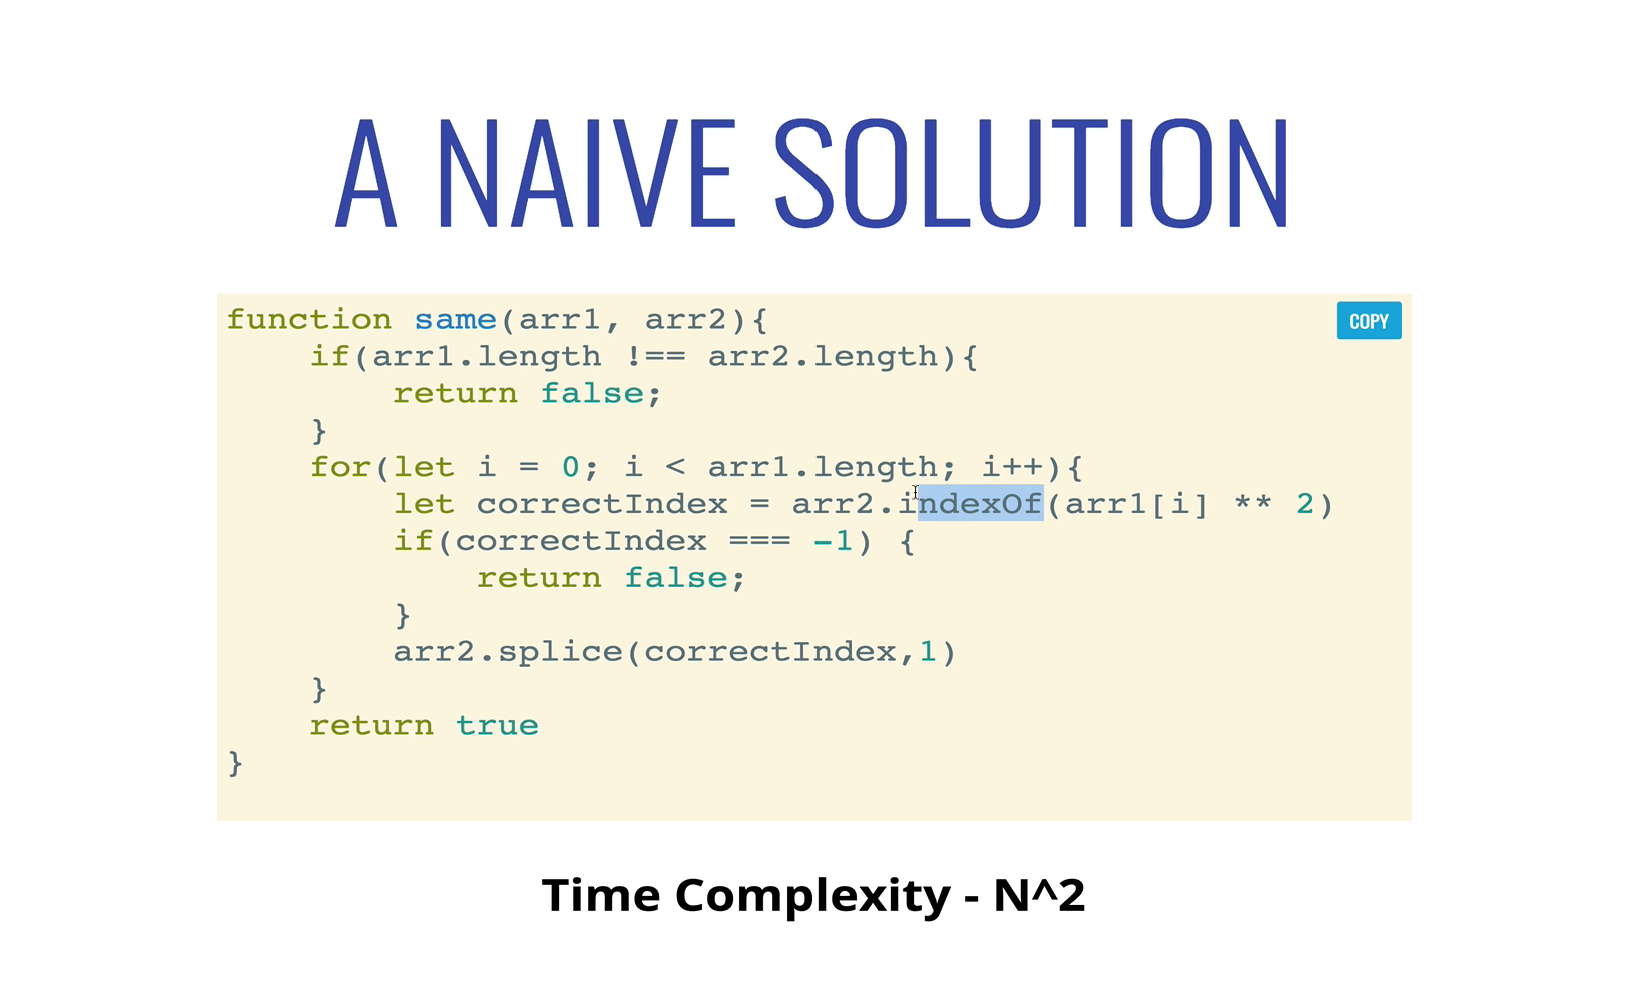 A NAIVE SOLUTION
COPY
function same(arr1, arr2){
    if(arr1.length !== arr2.length){
        return false;
    }
    for(let i = 0; i < arr1.length; i++){
        let correctIndex = arr2.indexOf(arr1[i] ** 2)
        if(correctIndex === -1) {
            return false;
        }
        arr2.splice(correctIndex,1)
    }
    return true
}
Time Complexity - N^2